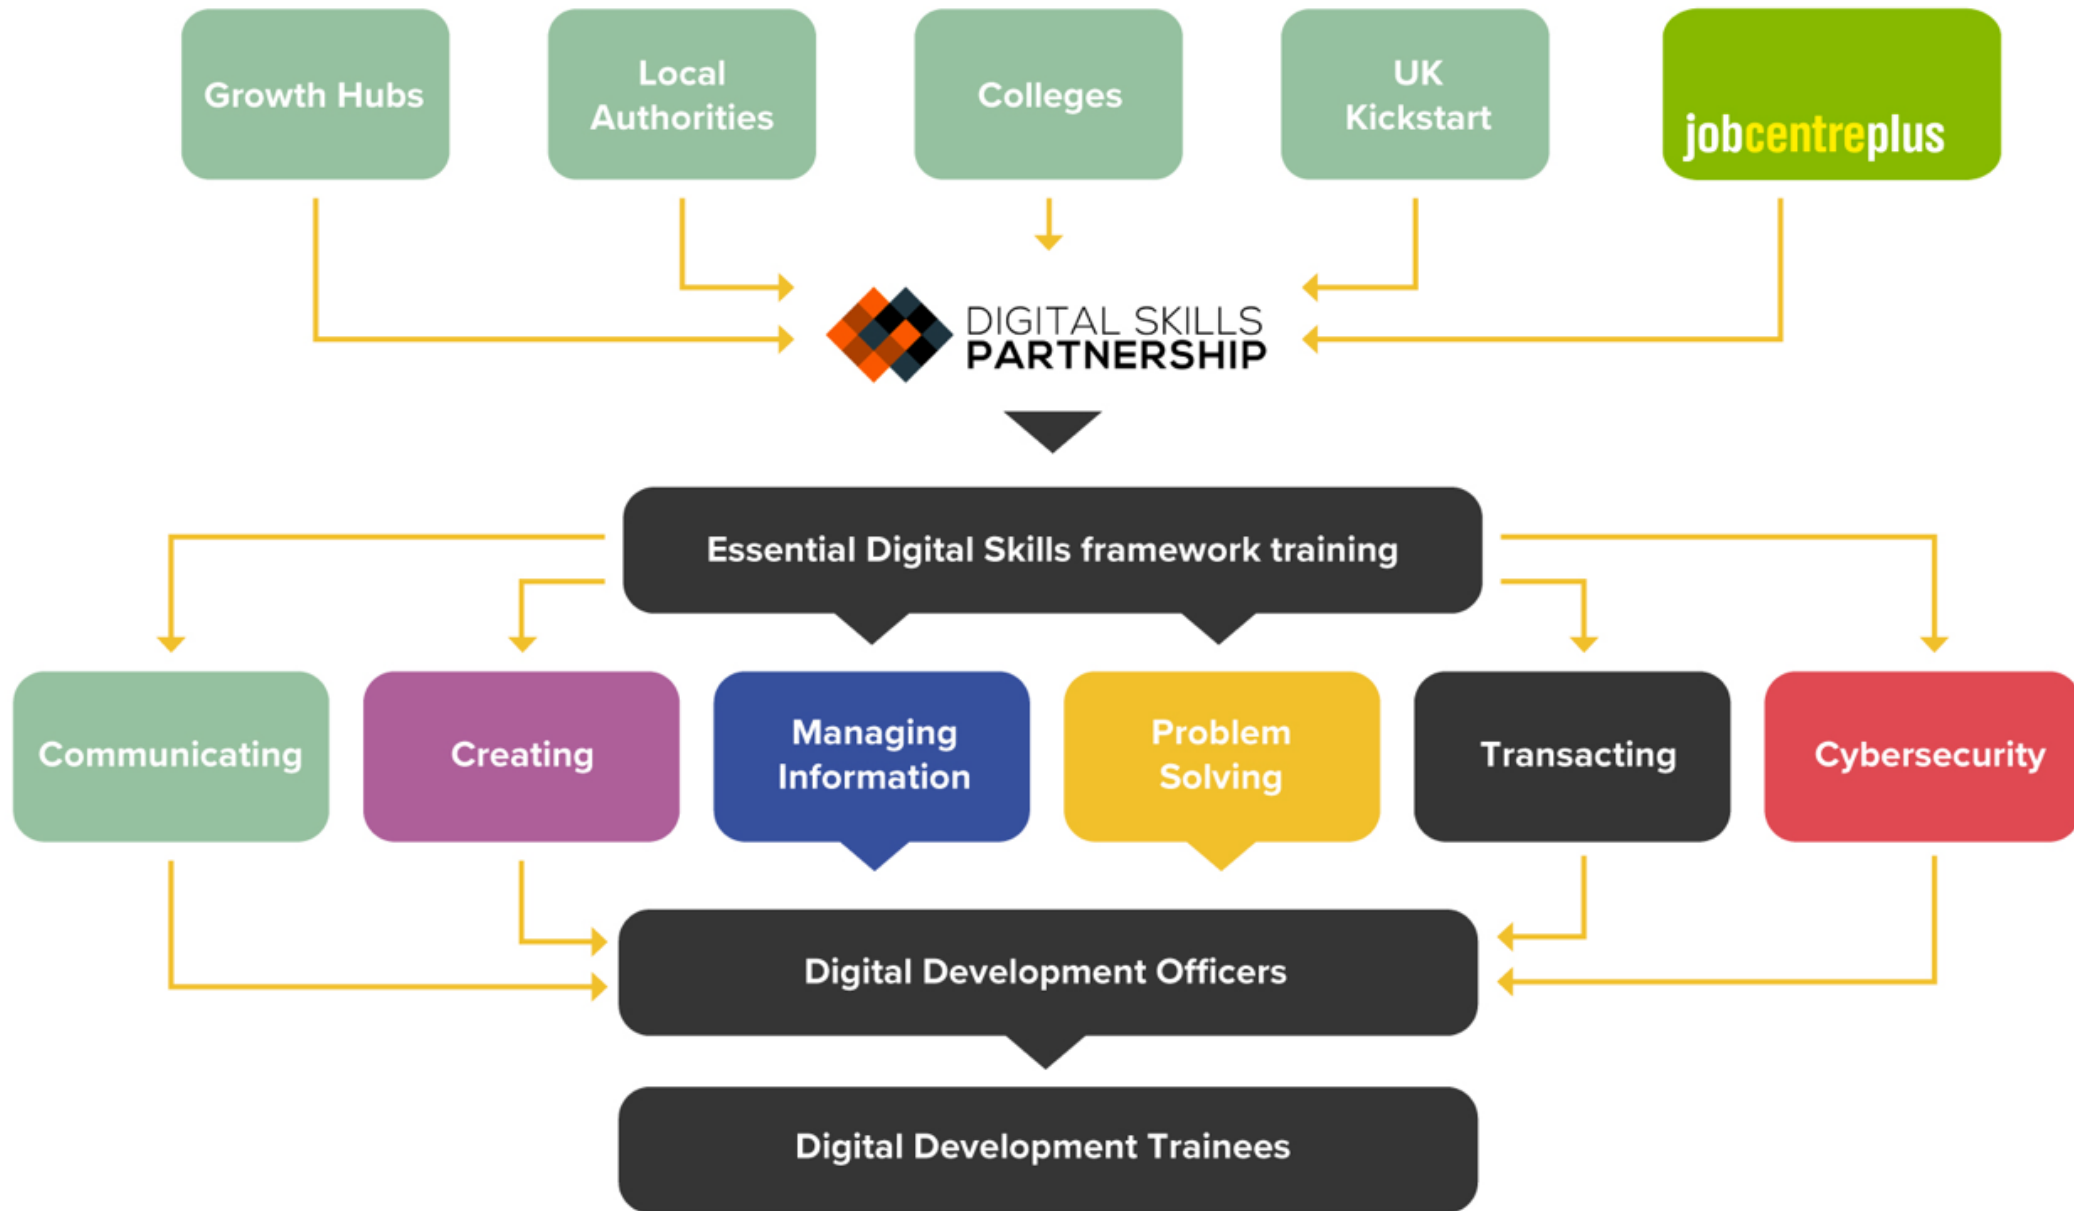 Growth Hubs
Local
Authorities
Colleges
UK
Kickstart
jobcentreplus
DIGITAL SKILLS
PARTNERSHIP
Essential Digital Skills framework training
Communicating
Creating
Managing
Information
Problem
Solving
Transacting
Cybersecurity
Digital Development Officers
Digital Development Trainees